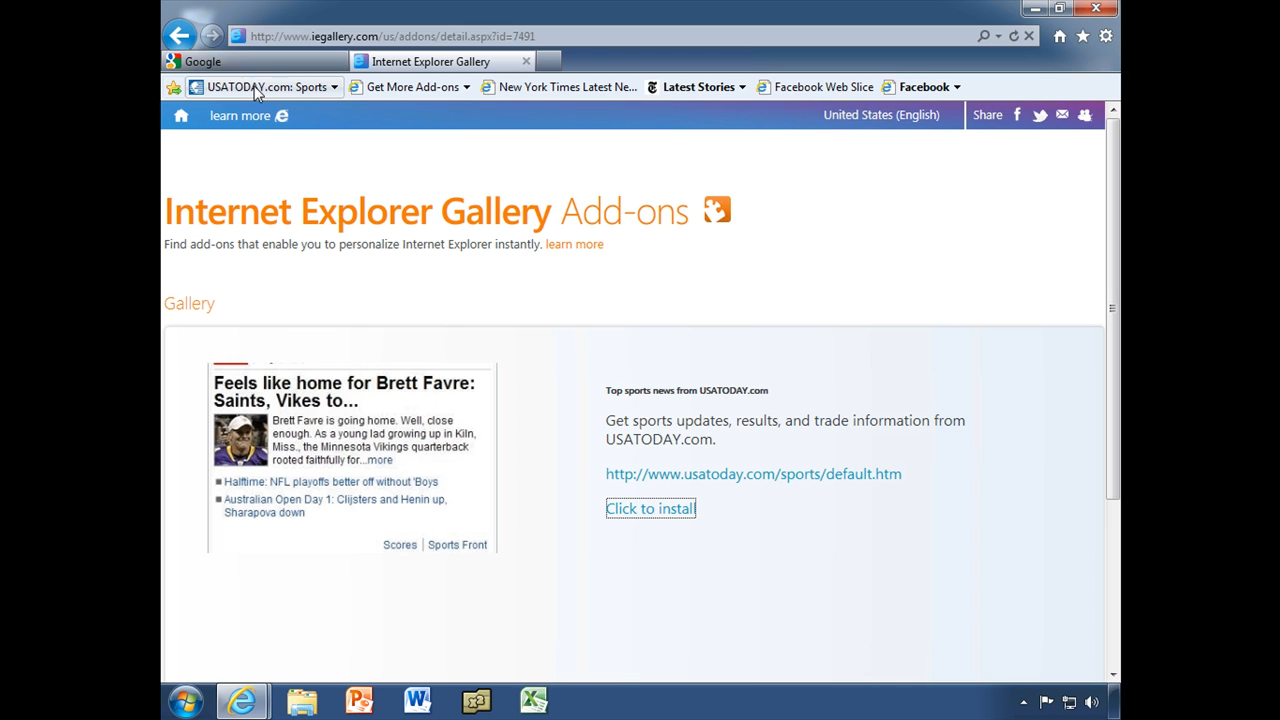 http://www.iegallery.com/us/addons/detail.aspx?id=7491
Google
Internet Explorer Gallery
USATODAY.com: Sports
Get More Add-ons
New York Times Latest Ne...
Latest Stories
Facebook Web Slice
Facebook
learn more
United States (English)
Share
Internet Explorer Gallery Add-ons
Find add-ons that enable you to personalize Internet Explorer instantly. learn more
Gallery
Feels like home for Brett Favre:
Saints, Vikes to...
Brett Favre is going home. Well, close
enough. As a young lad growing up in Kiln,
Miss., the Minnesota Vikings quarterback
rooted faithfully for...more
Halftime: NFL playoffs better off without 'Boys
Australian Open Day 1: Clijsters and Henin up,
Sharapova down
Scores
Sports Front
Top sports news from USATODAY.com
Get sports updates, results, and trade information from
USATODAY.com.
http://www.usatoday.com/sports/default.htm
Click to install